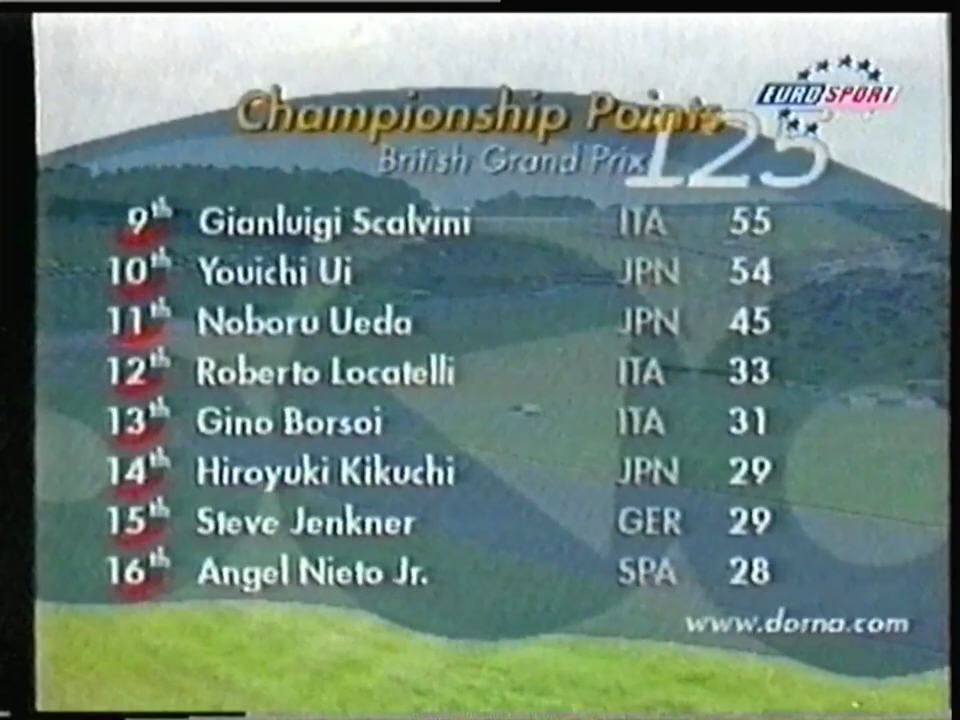 EUROSPORT
Championship Points
125
British Grand Prix
9th Gianluigi Scalvini ITA 55
10th Youichi Ui JPN 54
11th Noboru Ueda JPN 45
12th Roberto Locatelli ITA 33
13th Gino Borsoi ITA 31
14th Hiroyuki Kikuchi JPN 29
15th Steve Jenkner GER 29
16th Angel Nieto Jr. SPA 28
www.dorna.com